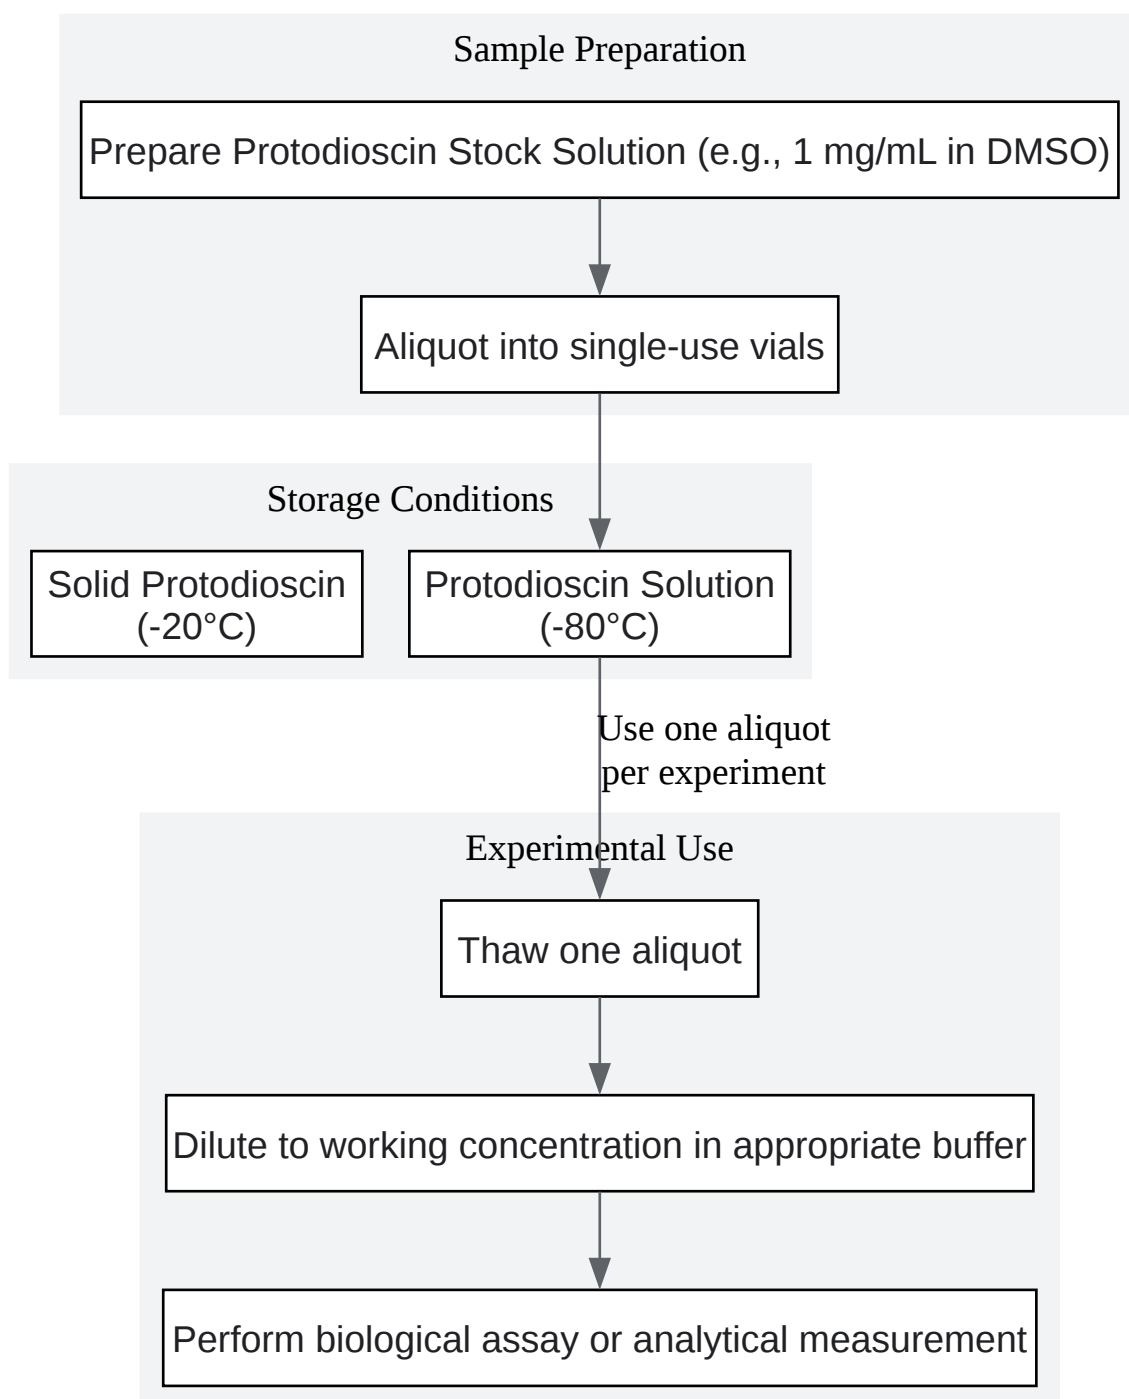 Sample Preparation
Prepare Protodioscin Stock Solution (e.g., 1 mg/mL in DMSO)
Aliquot into single-use vials
Storage Conditions
Solid Protodioscin
(-20°C)
Protodioscin Solution
(-80°C)
Use one aliquot
per experiment
Experimental Use
Thaw one aliquot
Dilute to working concentration in appropriate buffer
Perform biological assay or analytical measurement